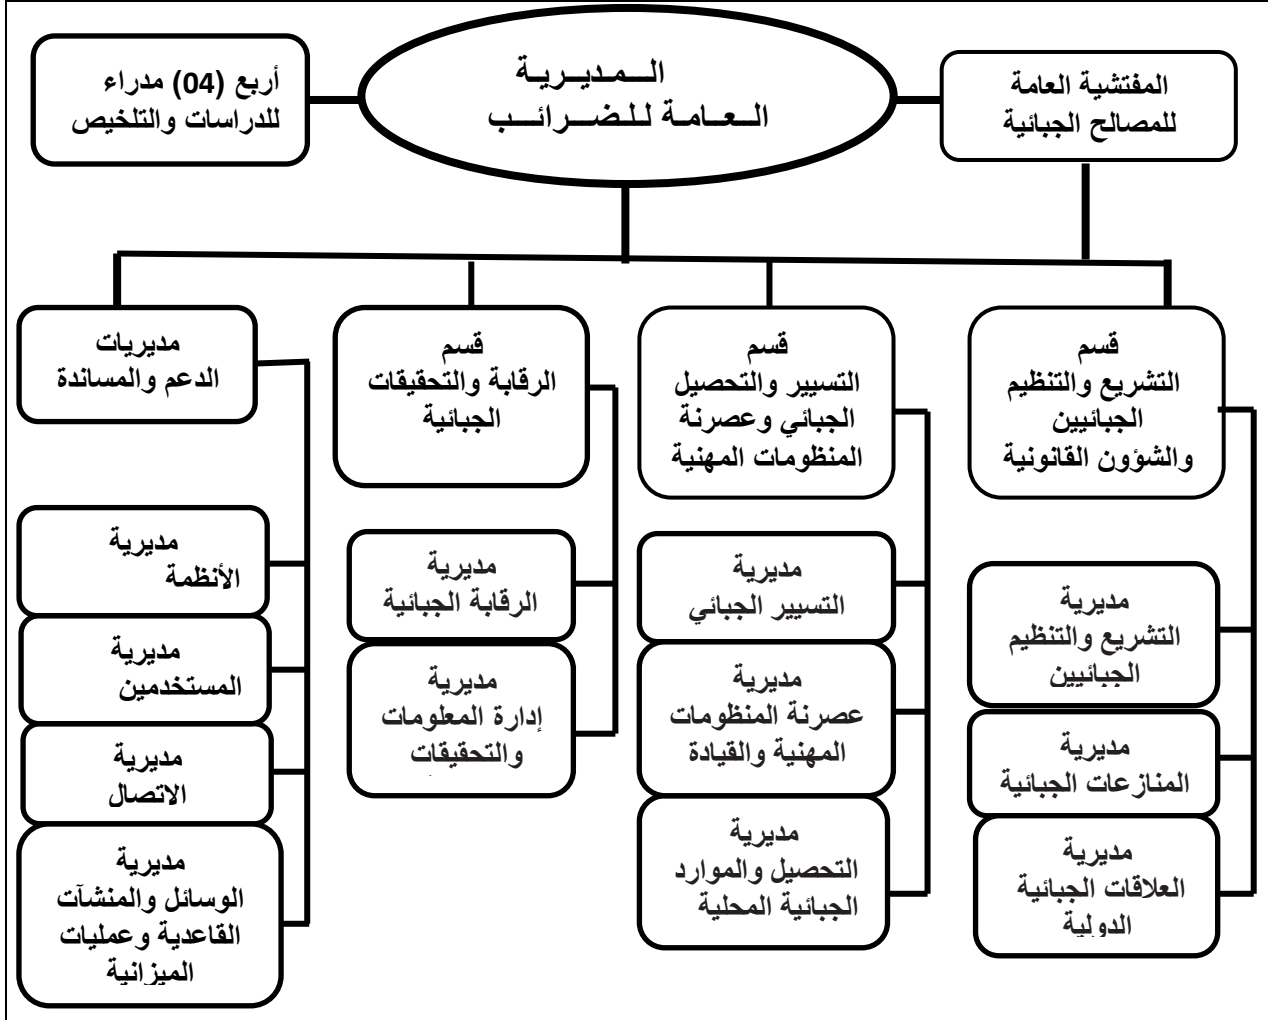 المديرية
العامة للضرائب
المفتشية العامة
للمصالح الجبائية
أربع (04) مدراء
للدراسات والتلخيص
قسم
التشريع والتنظيم
الجبائيين
والشؤون القانونية
قسم
التسيير والتحصيل
الجبائي وعصرنة
المنظومات المهنية
قسم
الرقابة والتحقيقات
الجبائية
مديريات
الدعم والمساندة
مديرية
التشريع والتنظيم
الجبائيين
مديرية
المنازعات الجبائية
مديرية
العلاقات الجبائية
الدولية
مديرية
التسيير الجبائي
مديرية
عصرنة المنظومات
المهنية والقيادة
مديرية
التحصيل والموارد
الجبائية المحلية
مديرية
الرقابة الجبائية
مديرية
إدارة المعلومات
والتحقيقات
مديرية
الأنظمة
مديرية
المستخدمين
مديرية
الاتصال
مديرية
الوسائل والمنشآت
القاعدية وعمليات
الميزانية